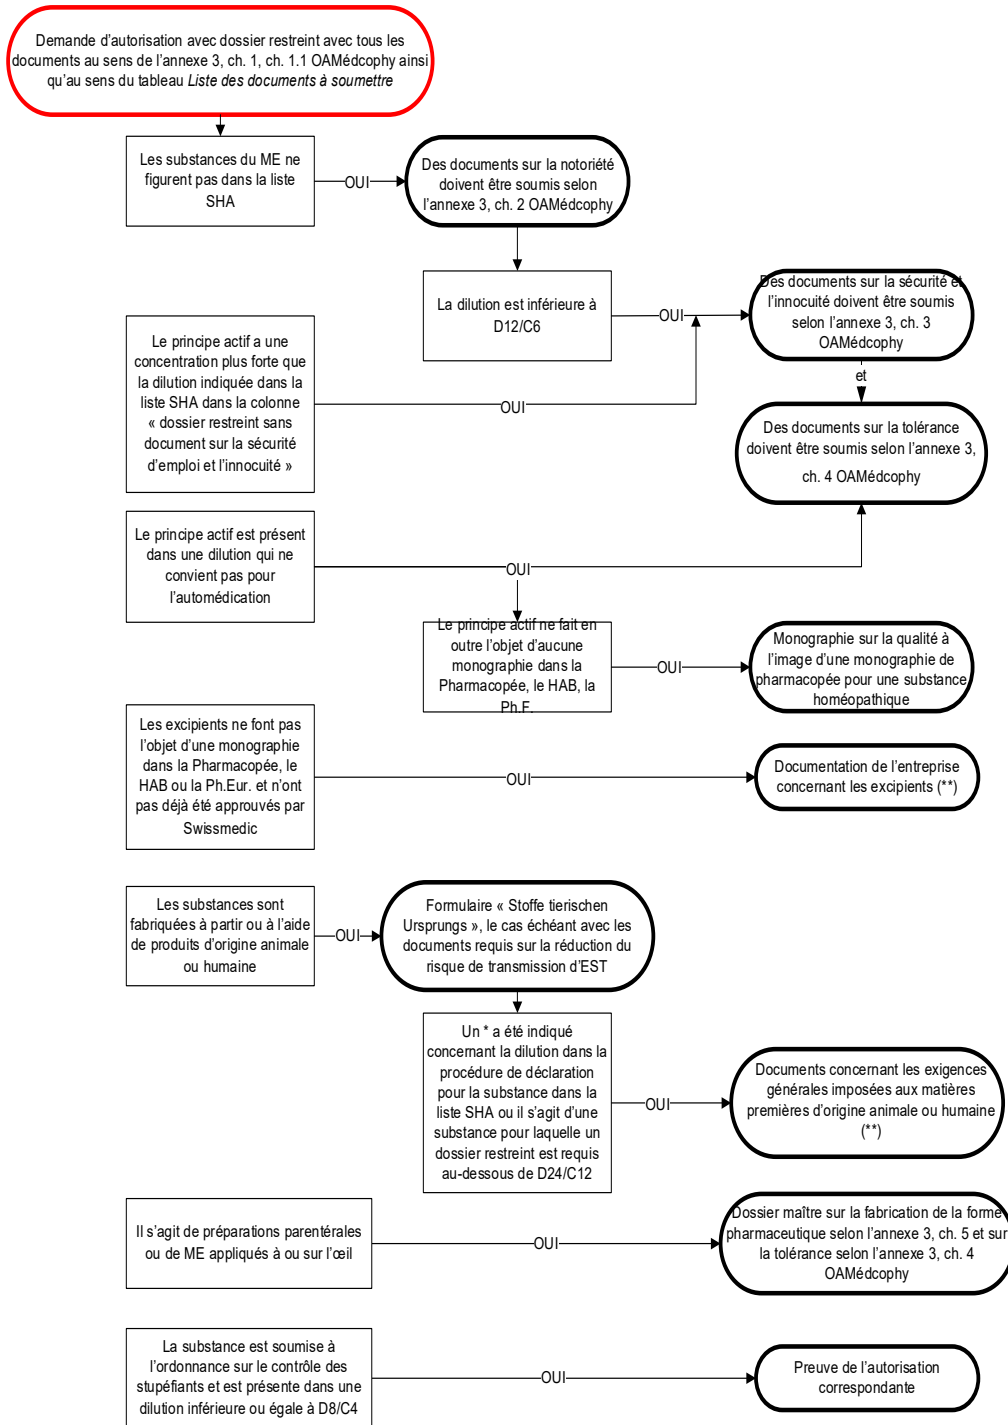 Demande d'autorisation avec dossier restreint avec tous les
documents au sens de l'annexe 3, ch. 1, ch. 1.1 OAMédcophy ainsi
qu'au sens du tableau Liste des documents à soumettre
Les substances du ME ne
figurent pas dans la liste
SHA
OUI
Des documents sur la notoriété
doivent être soumis selon
l'annexe 3, ch. 2 OAMédcophy
La dilution est inférieure à
D12/C6
OUI
Des documents sur la sécurité et
l'innocuité doivent être soumis
selon l'annexe 3, ch. 3
OAMédcophy
Le principe actif a une
concentration plus forte que
la dilution indiquée dans la
liste SHA dans la colonne
« dossier restreint sans
document sur la sécurité
d'emploi et l'innocuité »
OUI
et
Des documents sur la tolérance
doivent être soumis selon l'annexe 3,
ch. 4 OAMédcophy
Le principe actif est présent
dans une dilution qui ne
convient pas pour
l'automédication
OUI
Le principe actif ne fait en
outre l'objet d'aucune
monographie dans la
Pharmacopée, le HAB, la
Ph.F.
OUI
Monographie sur la qualité à
l'image d'une monographie de
pharmacopée pour une substance
homéopathique
Les excipients ne font pas
l'objet d'une monographie
dans la Pharmacopée, le
HAB ou la Ph.Eur. et n'ont
pas déjà été approuvés par
Swissmedic
OUI
Documentation de l'entreprise
concernant les excipients (**)
Les substances sont
fabriquées à partir ou à l'aide
de produits d'origine animale
ou humaine
OUI
Formulaire « Stoffe tierischen
Ursprungs », le cas échéant avec les
documents requis sur la réduction du
risque de transmission d'EST
Un * a été indiqué
concernant la dilution dans la
procédure de déclaration
pour la substance dans la
liste SHA ou il s'agit d'une
substance pour laquelle un
dossier restreint est requis
au-dessous de D24/C12
OUI
Documents concernant les exigences
générales imposées aux matières
premières d'origine animale ou humaine
(**)
Il s'agit de préparations parentérales
ou de ME appliqués à ou sur l'œil
OUI
Dossier maître sur la fabrication de la forme
pharmaceutique selon l'annexe 3, ch. 5 et sur
la tolérance selon l'annexe 3, ch. 4
OAMédcophy
La substance est soumise à
l'ordonnance sur le contrôle des
stupéfiants et est présente dans une
dilution inférieure ou égale à D8/C4
OUI
Preuve de l'autorisation
correspondante